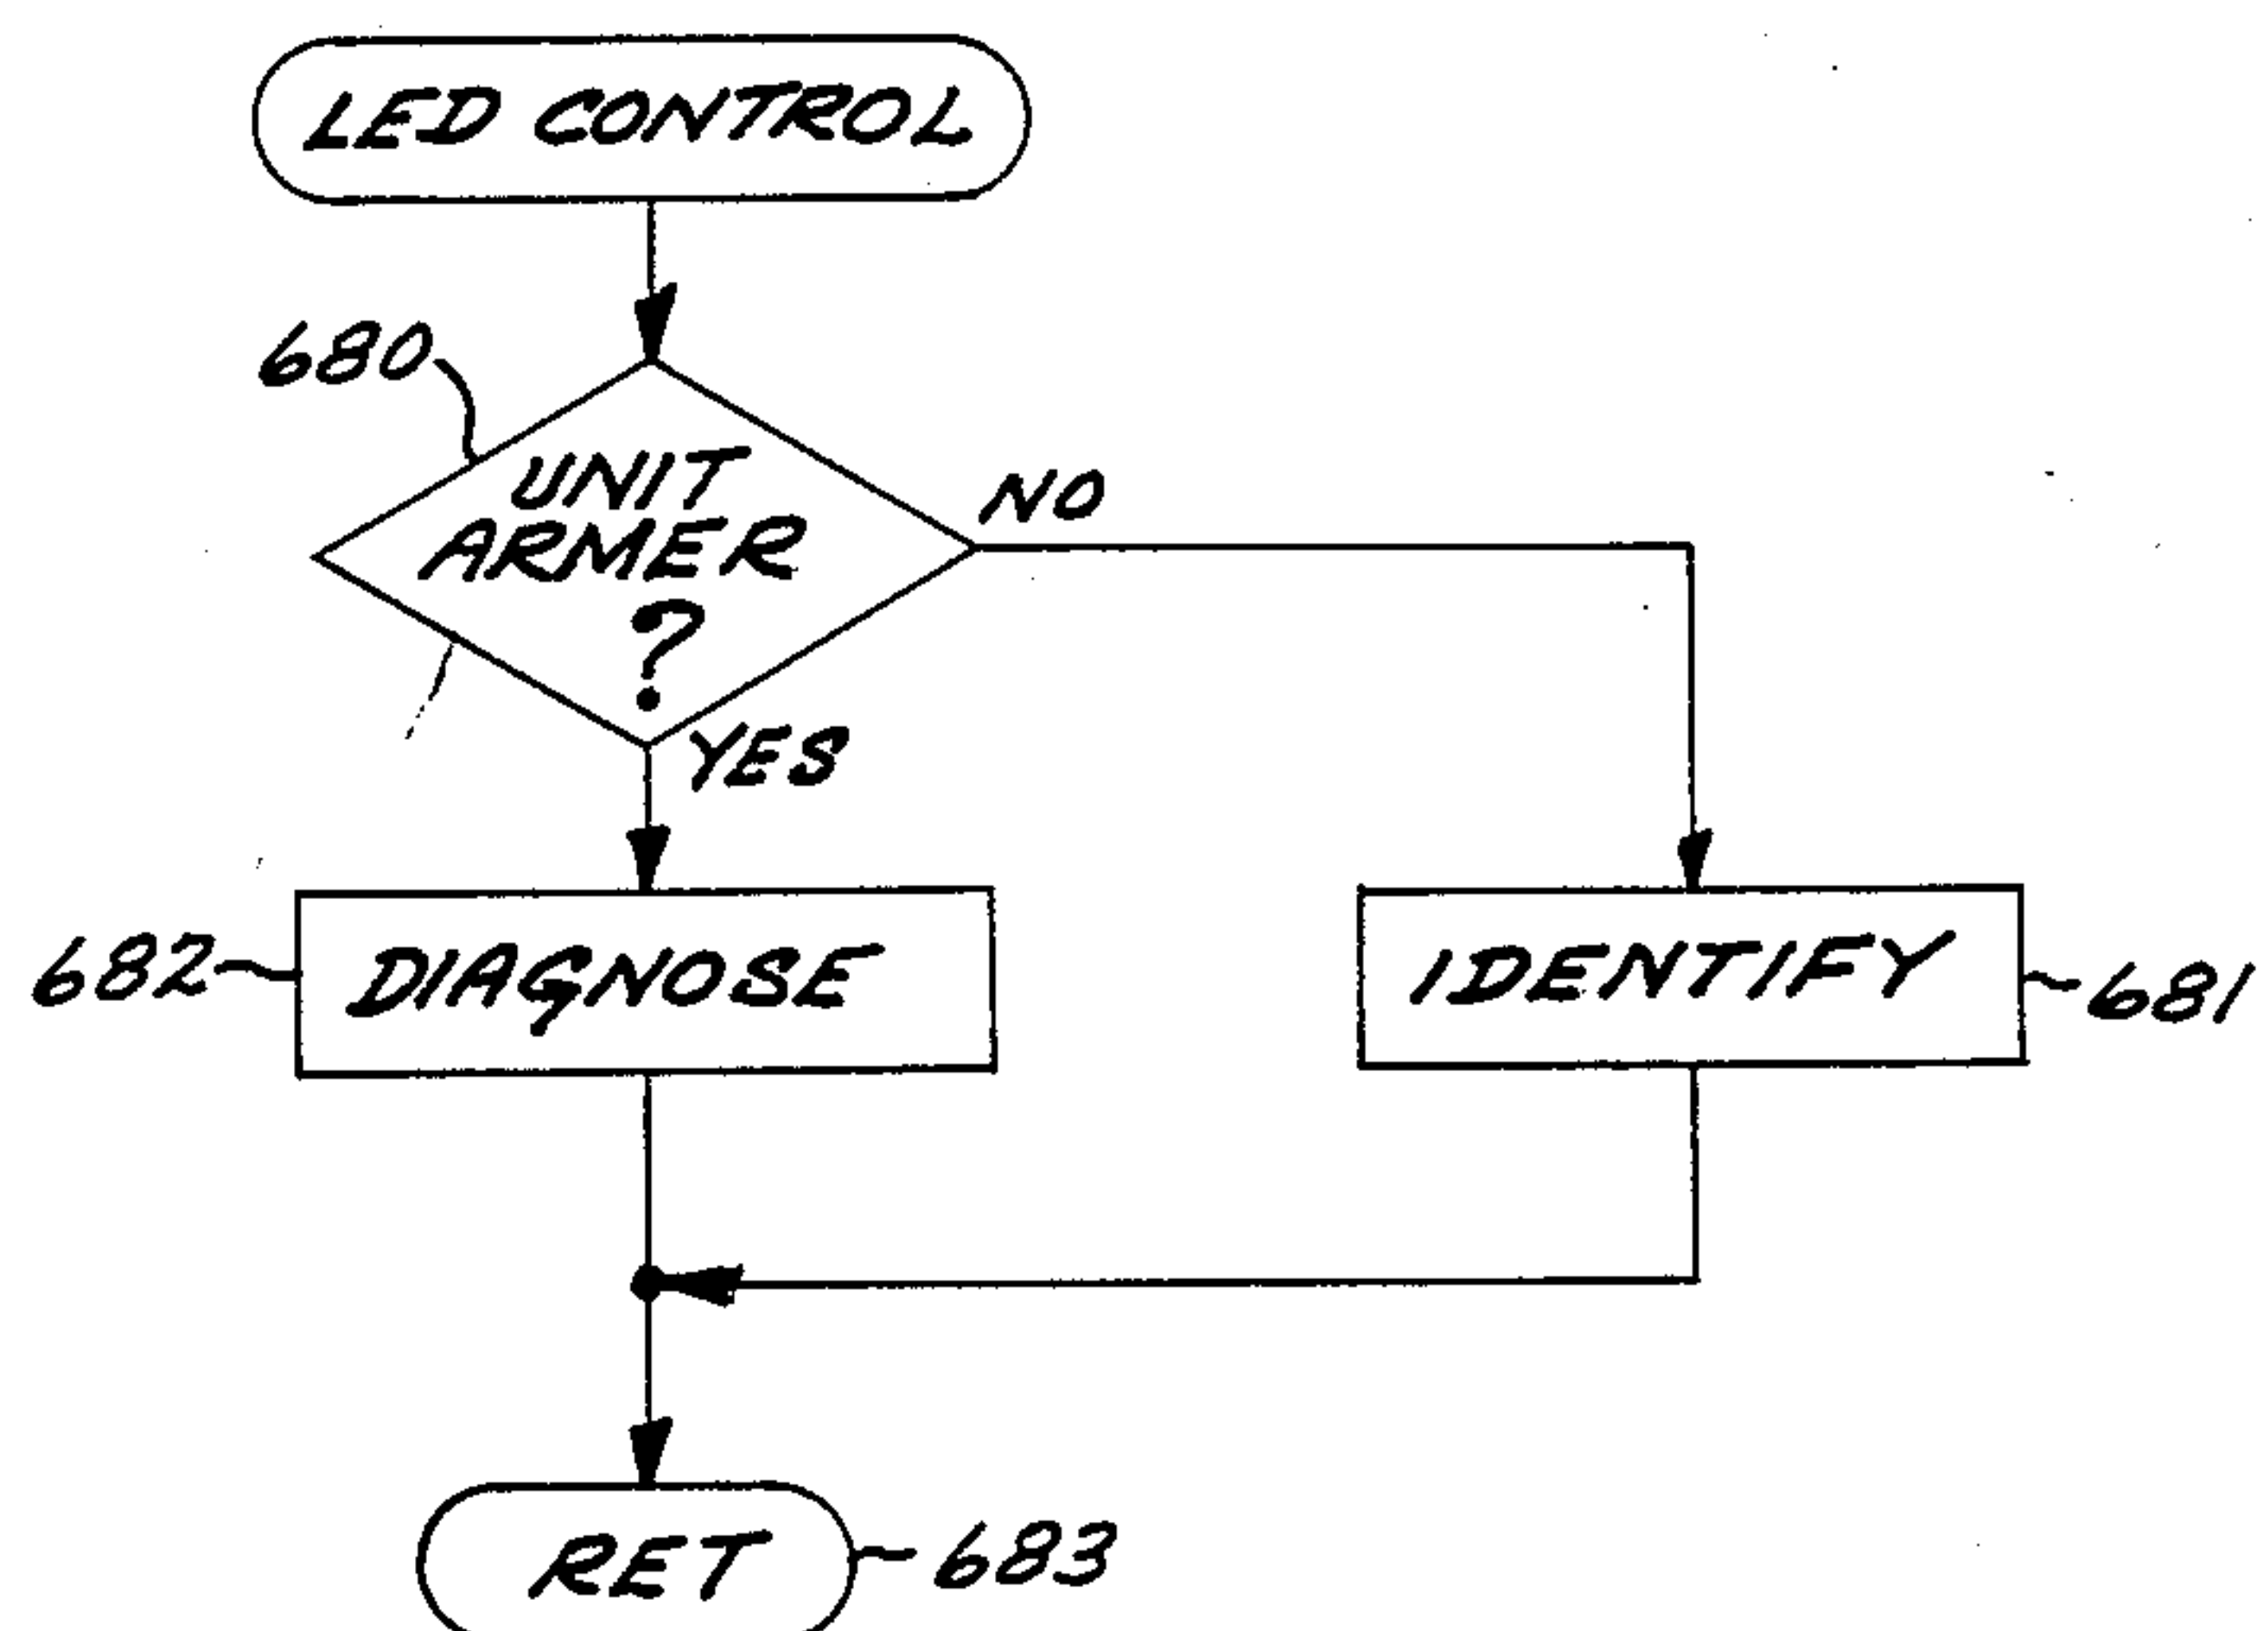 LED CONTROL
680
UNIT
ARMER
?
NO
YES
682
DIAGNOSE
IDENTIFY
681
RET
683